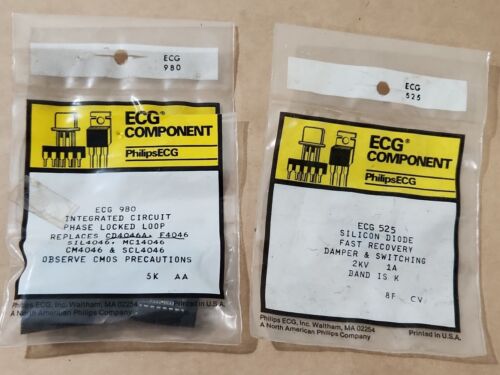 ECG
980
ECG®
COMPONENT
PhilipsECG
ECG 980
INTEGRATED CIRCUIT
PHASE LOCKED LOOP
REPLACES CD4046A, F4046
SIL4046, MC14046
CM4046 & SCL4046
OBSERVE CMOS PRECAUTIONS
5K AA
Philips ECG, Inc. Waltham, MA 02254 Printed in U.S.A.
A North American Philips Company
ECG
525
ECG®
COMPONENT
PhilipsECG
ECG 525
SILICON DIODE
FAST RECOVERY
DAMPER & SWITCHING
2KV 1A
BAND IS K
8F CV
Philips ECG, Inc. Waltham, MA 02254
A North American Philips Company Printed in U.S.A.